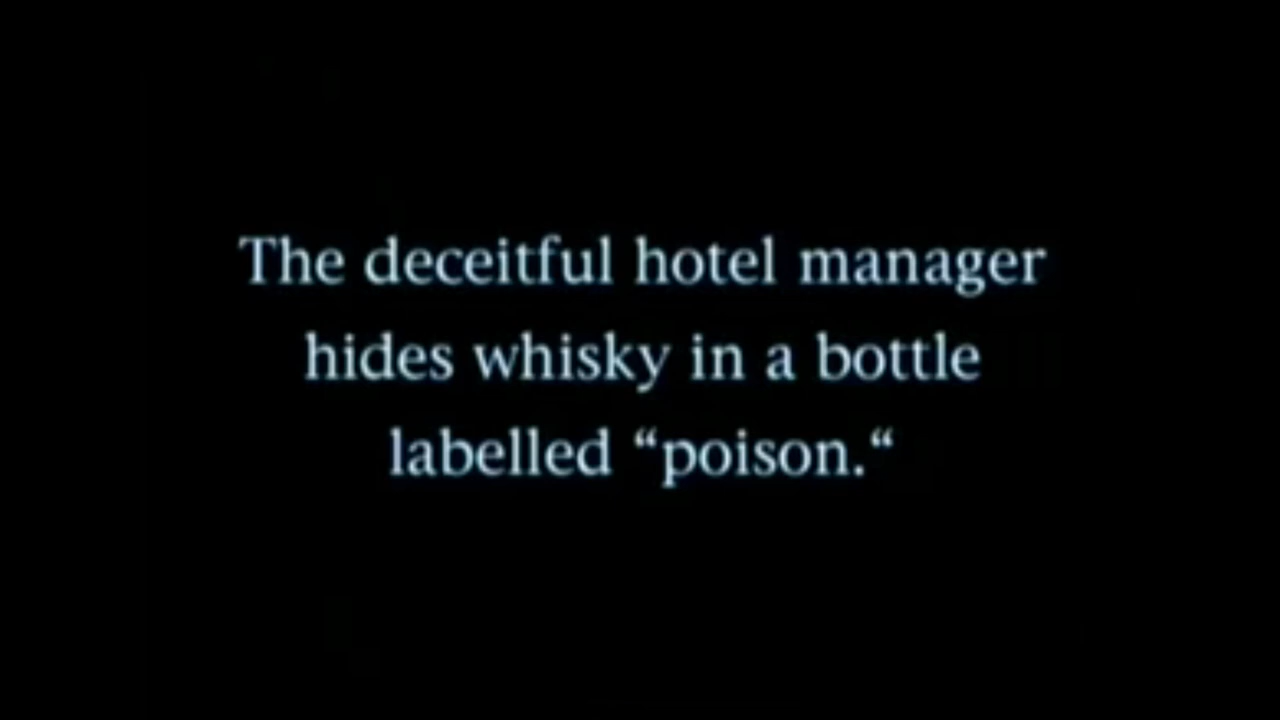 The deceitful hotel manager
hides whisky in a bottle
labelled “poison.“